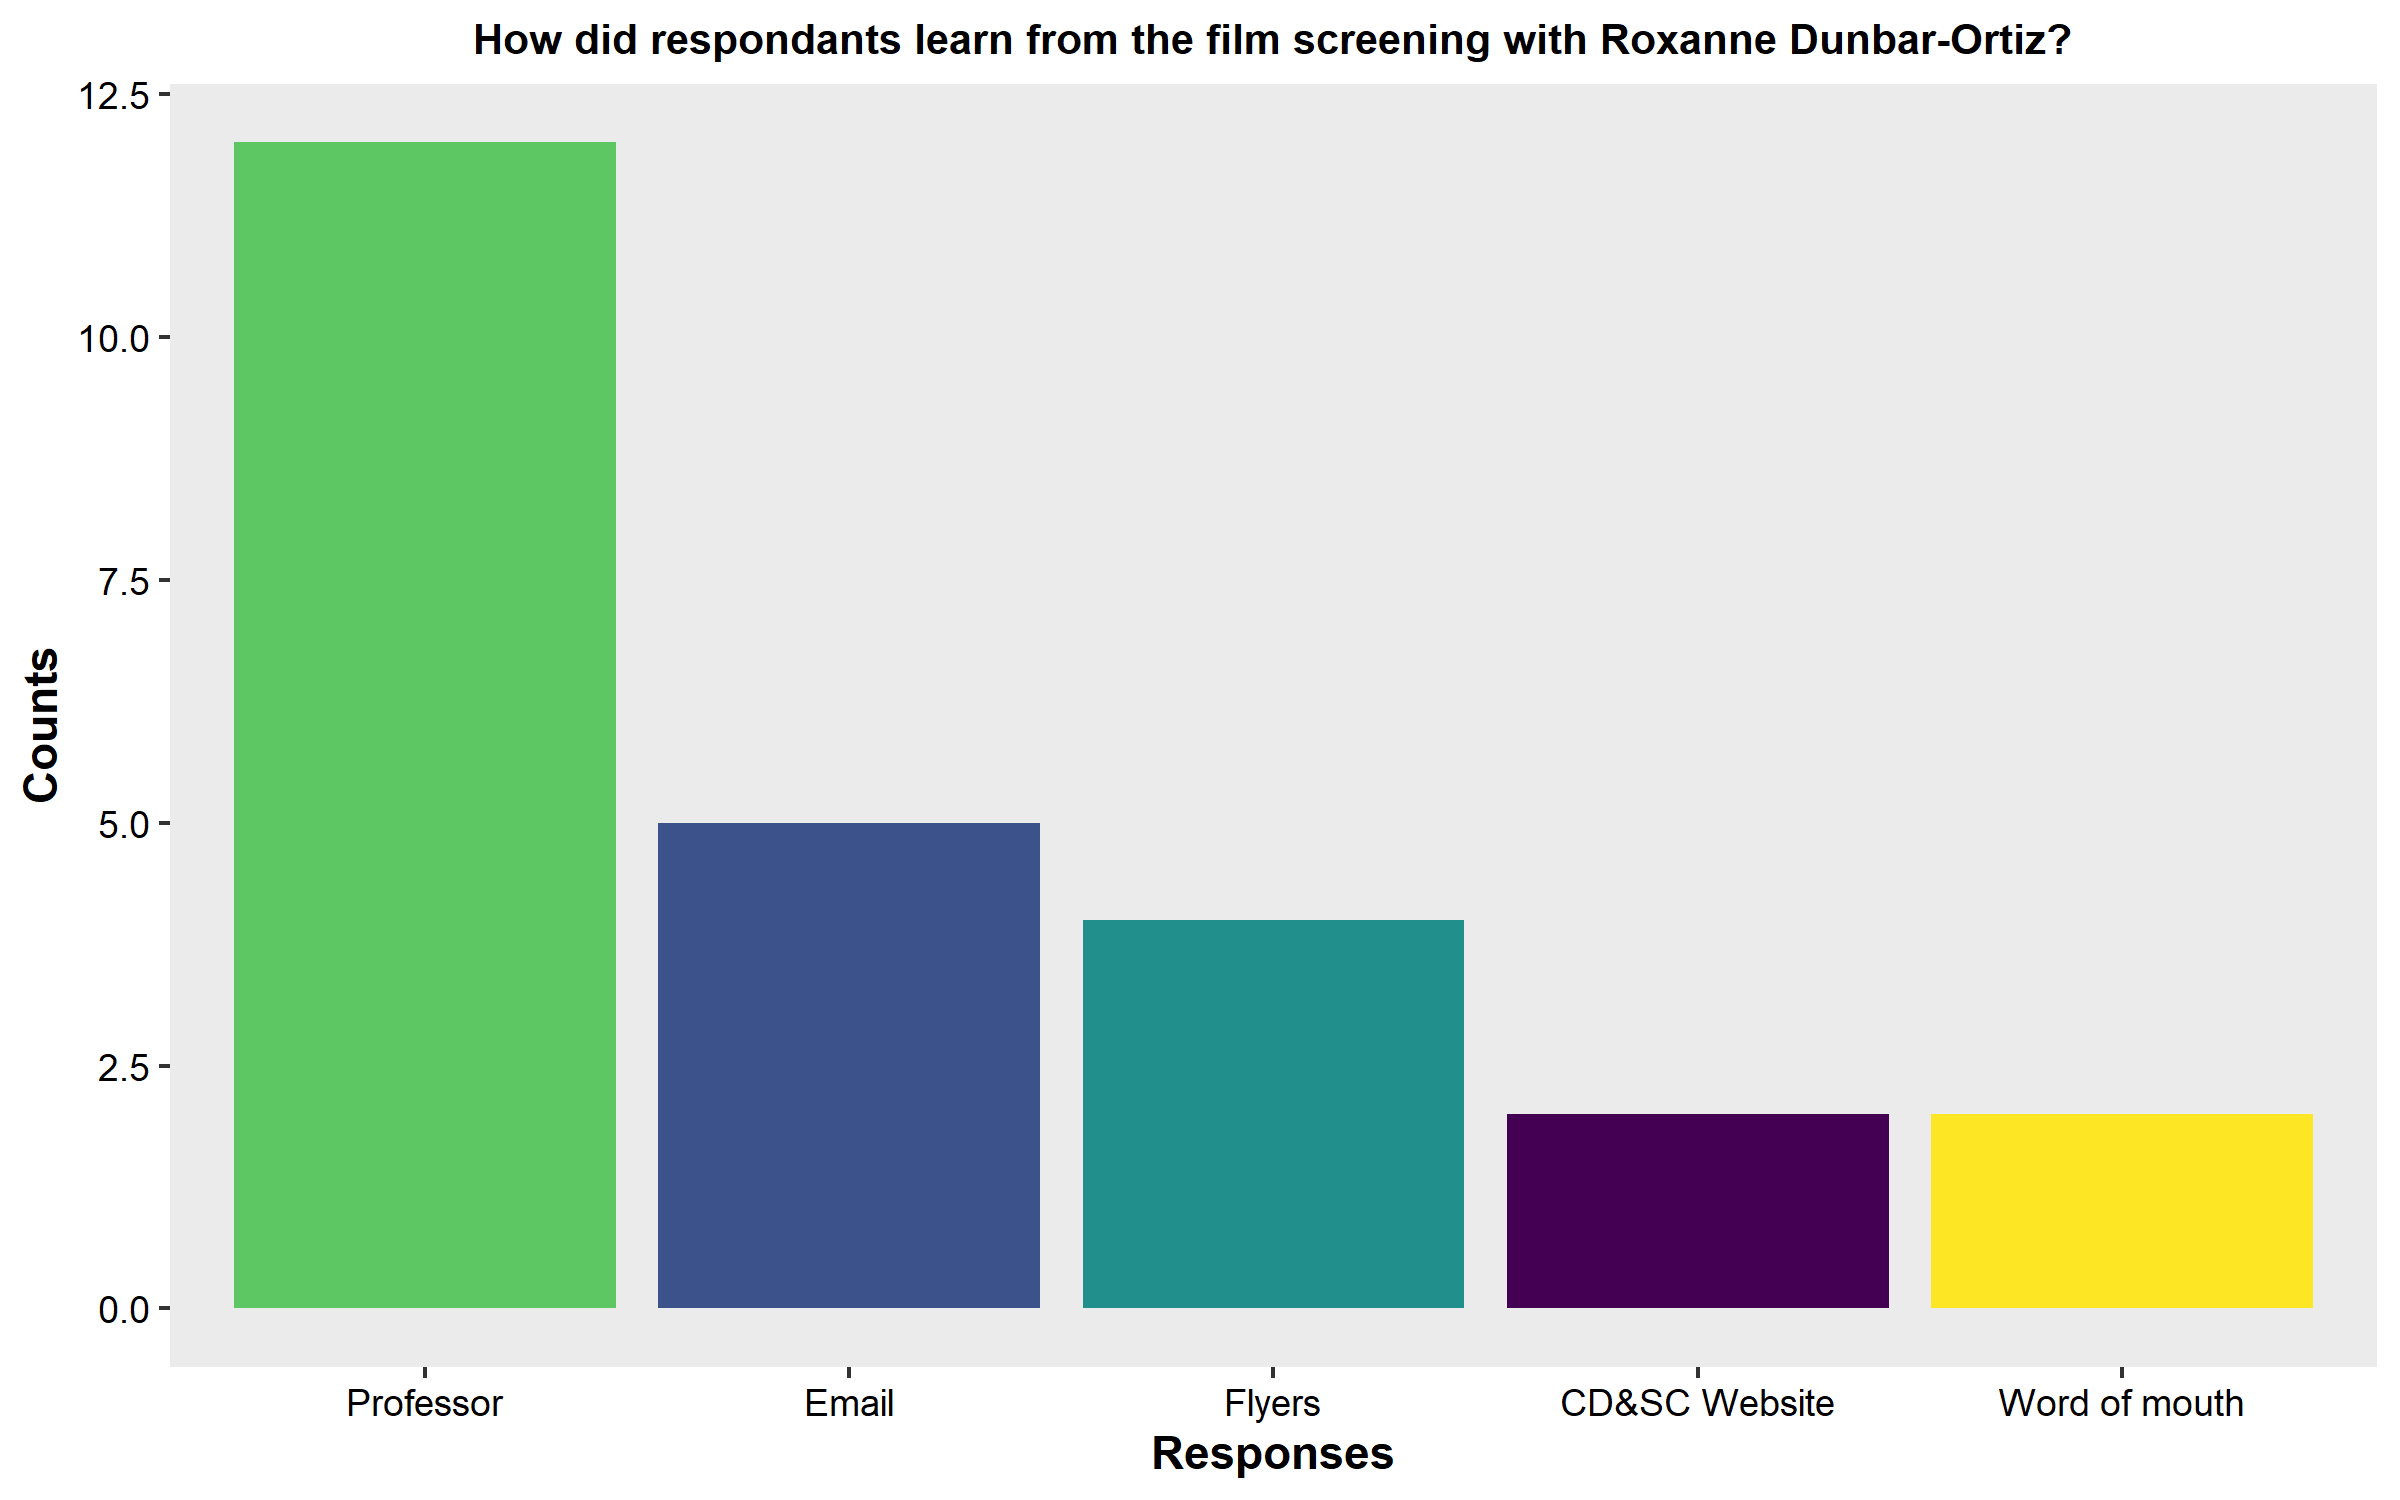 How did respondants learn from the film screening with Roxanne Dunbar-Ortiz?
12.5
10.0
7.5
5.0
2.5
0.0
Counts
Professor
Email
Flyers
CD&SC Website
Word of mouth
Responses